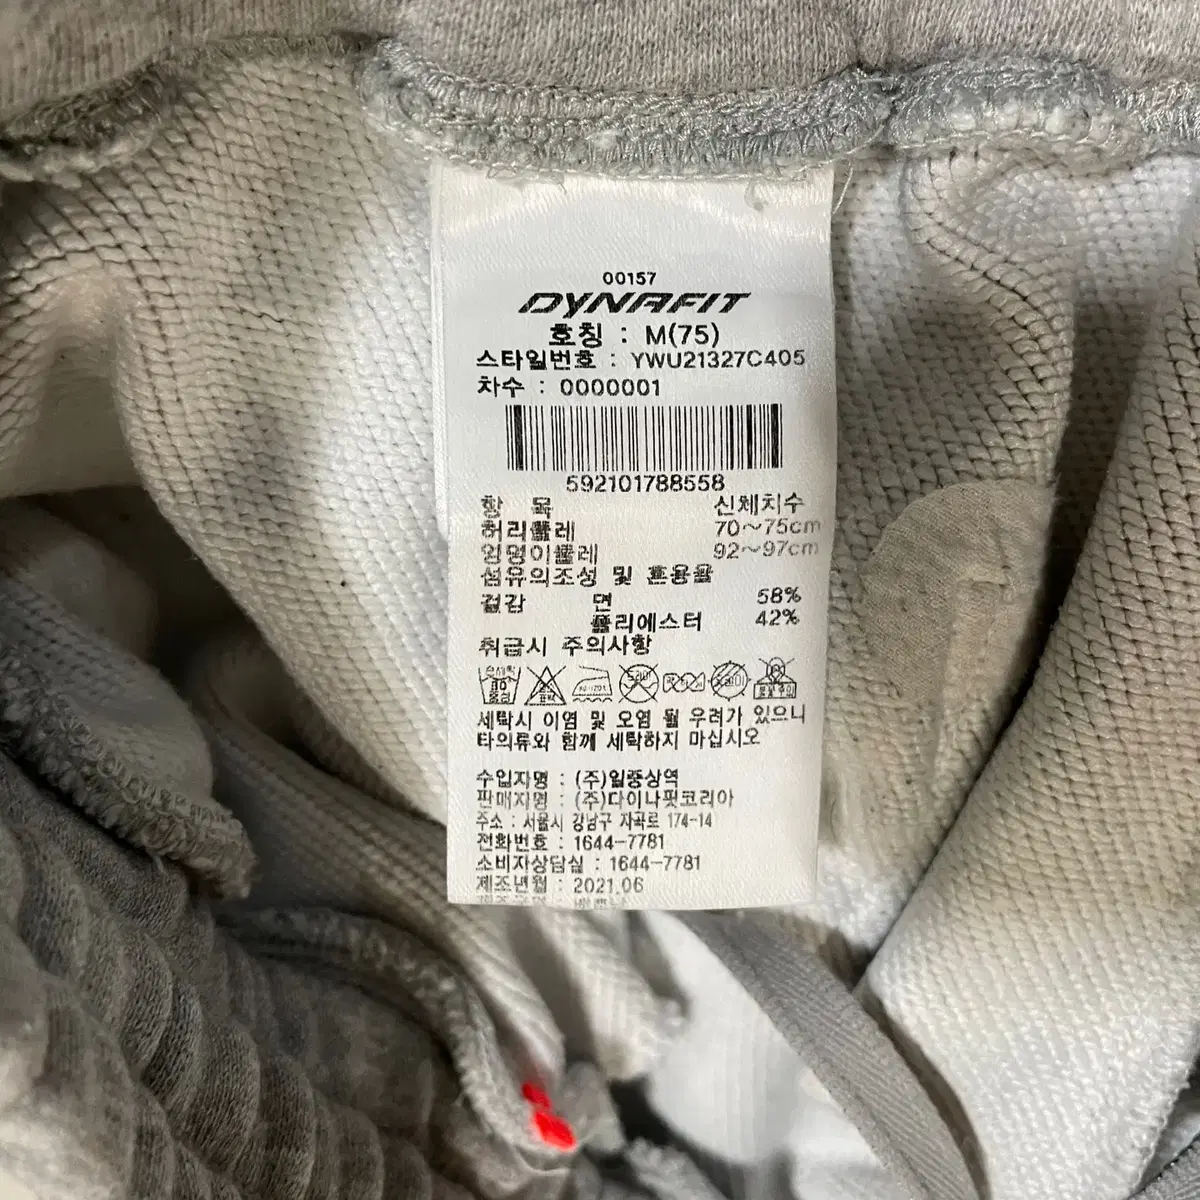 00157
DYNAFIT
호칭 : M(75)
스타일번호 : YWU21327C405
차수 : 0000001
592101788558
항 목 신체치수
허리둘레 70~75cm
엉덩이둘레 92~97cm
섬유의조성 및 혼용율
겉감 면 58%
폴리에스터 42%
취급시 주의사항
세탁시 이염 및 오염 될 우려가 있으니
타의류와 함께 세탁하지 마십시오
수입자명 : (주)일중상역
판매자명 : (주)다이나핏코리아
주소 : 서울시 강남구 자곡로 174-14
전화번호 : 1644-7781
소비자상담실 : 1644-7781
제조년월 : 2021.06